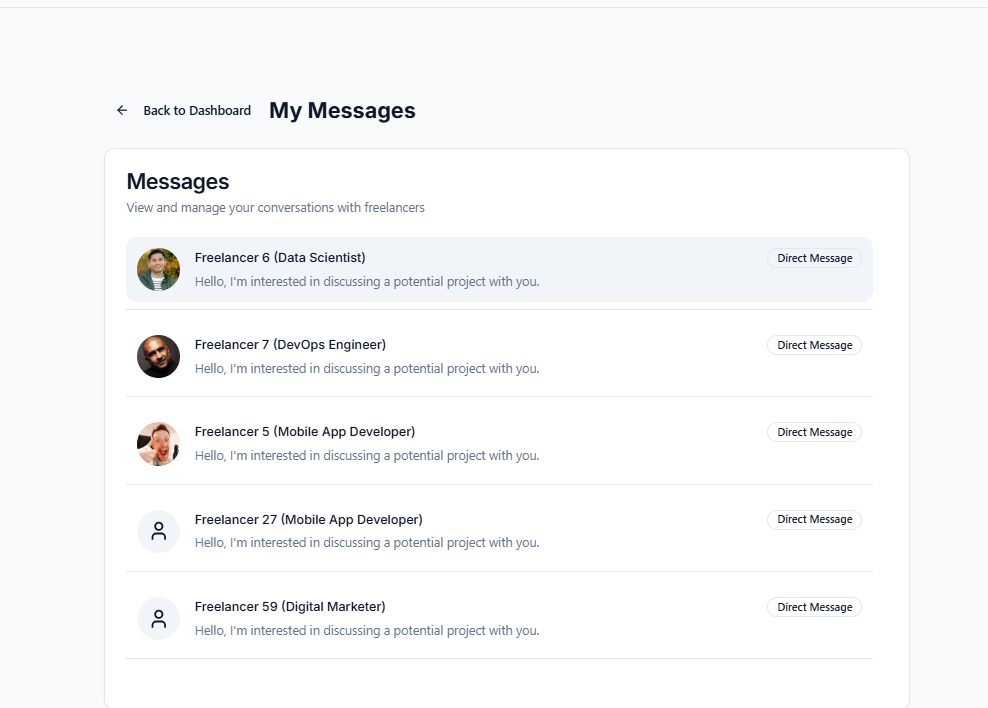 Back to Dashboard My Messages
Messages
View and manage your conversations with freelancers
Freelancer 6 (Data Scientist) Direct Message
Hello, I'm interested in discussing a potential project with you.
Freelancer 7 (DevOps Engineer) Direct Message
Hello, I'm interested in discussing a potential project with you.
Freelancer 5 (Mobile App Developer) Direct Message
Hello, I'm interested in discussing a potential project with you.
Freelancer 27 (Mobile App Developer) Direct Message
Hello, I'm interested in discussing a potential project with you.
Freelancer 59 (Digital Marketer) Direct Message
Hello, I'm interested in discussing a potential project with you.